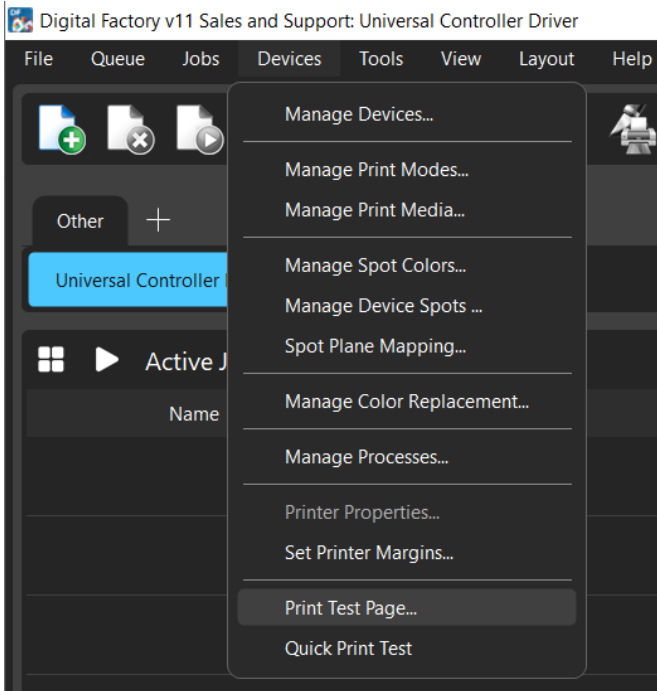 Digital Factory v11 Sales and Support: Universal Controller Driver
File Queue Jobs Devices Tools View Layout Help
Manage Devices...
Manage Print Modes...
Manage Print Media...
Other
Manage Spot Colors...
Universal Controller
Manage Device Spots ...
Spot Plane Mapping...
Active J
Manage Color Replacement...
Name
Manage Processes...
Printer Properties...
Set Printer Margins...
Print Test Page...
Quick Print Test